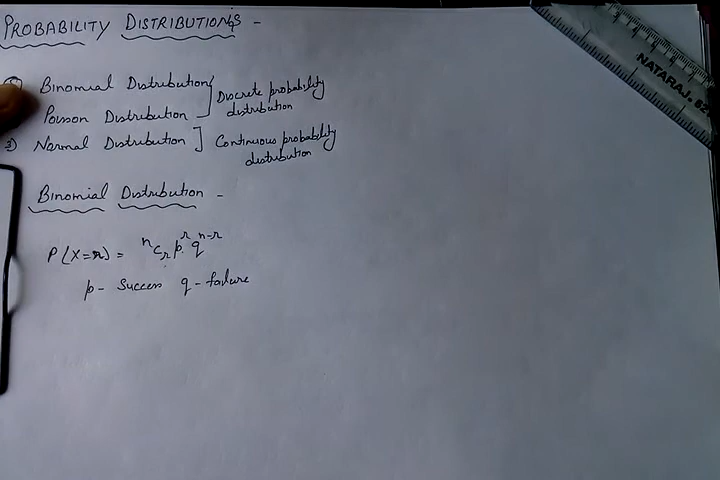 PROBABILITY DISTRIBUTIONS -
Binomial Distribution
Poisson Distribution
Discrete probability
distribution
3) Normal Distribution ] Continuous probability
distribution
Binomial Distribution -
P(X=r) = ⁿCᵣ pʳ qⁿ⁻ʳ
p - Success q - failure
NATARAJ